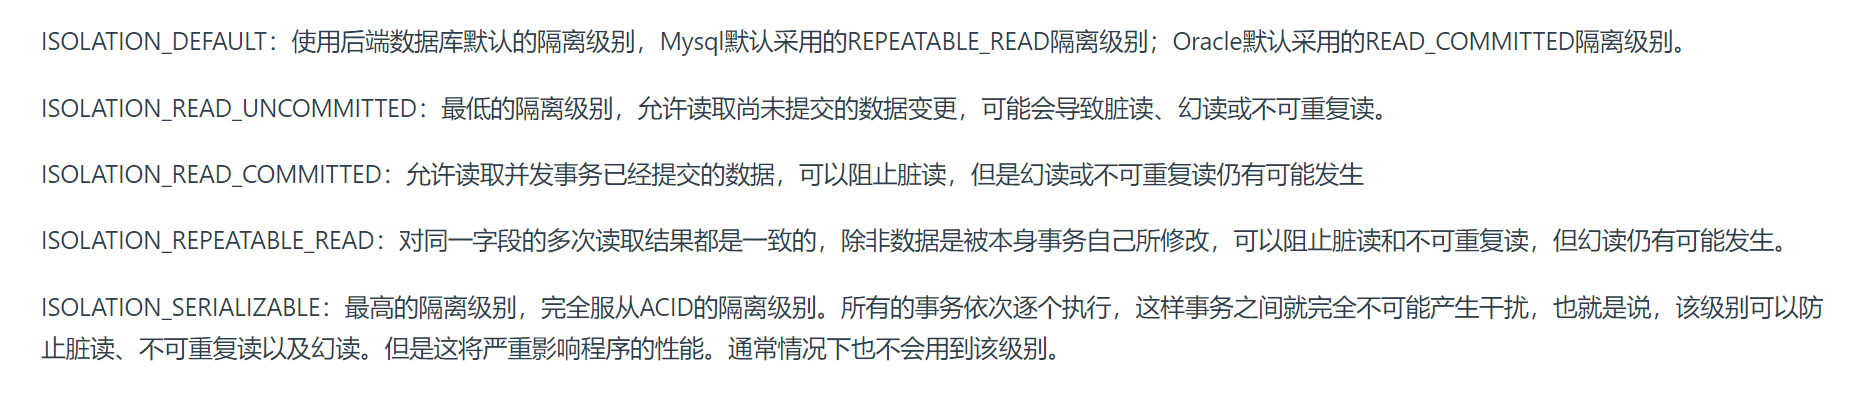 ISOLATION_DEFAULT：使用后端数据库默认的隔离级别，Mysql默认采用的REPEATABLE_READ隔离级别；Oracle默认采用的READ_COMMITTED隔离级别。
ISOLATION_READ_UNCOMMITTED：最低的隔离级别，允许读取尚未提交的数据变更，可能会导致脏读、幻读或不可重复读。
ISOLATION_READ_COMMITTED：允许读取并发事务已经提交的数据，可以阻止脏读，但是幻读或不可重复读仍有可能发生
ISOLATION_REPEATABLE_READ：对同一字段的多次读取结果都是一致的，除非数据是被本身事务自己所修改，可以阻止脏读和不可重复读，但幻读仍有可能发生。
ISOLATION_SERIALIZABLE：最高的隔离级别，完全服从ACID的隔离级别。所有的事务依次逐个执行，这样事务之间就完全不可能产生干扰，也就是说，该级别可以防
止脏读、不可重复读以及幻读。但是这将严重影响程序的性能。通常情况下也不会用到该级别。